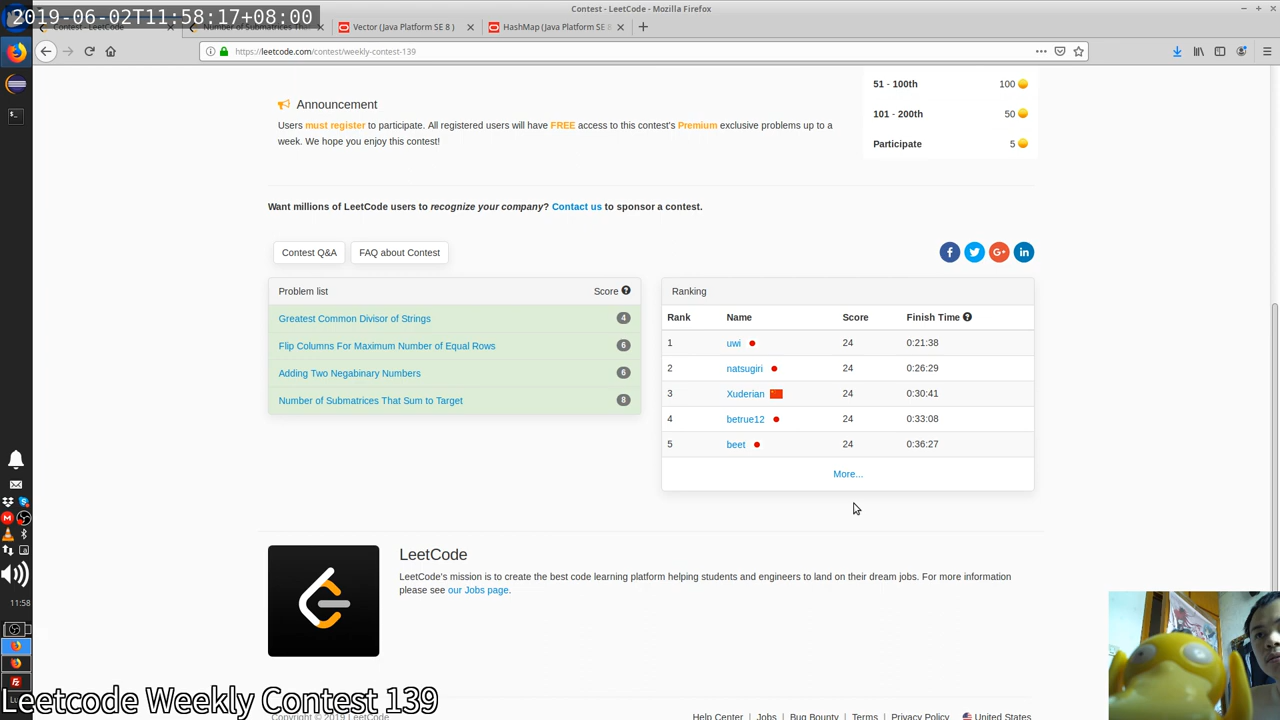 Contest - LeetCode - Mozilla Firefox
2019-06-02T11:58:17+08:00
Contest - LeetCode
Number of Submatrices Th
Vector (Java Platform SE 8 )
HashMap (Java Platform SE 8
https://leetcode.com/contest/weekly-contest-139
51 - 100th 100
Announcement
101 - 200th 50
Users must register to participate. All registered users will have FREE access to this contest's Premium exclusive problems up to a
week. We hope you enjoy this contest!
Participate 5
Want millions of LeetCode users to recognize your company? Contact us to sponsor a contest.
Contest Q&A
FAQ about Contest
Problem list Score
Greatest Common Divisor of Strings 4
Flip Columns For Maximum Number of Equal Rows 6
Adding Two Negabinary Numbers 6
Number of Submatrices That Sum to Target 8
Ranking
Rank Name Score Finish Time
1 uwi 24 0:21:38
2 natsugiri 24 0:26:29
3 Xuderian 24 0:30:41
4 betrue12 24 0:33:08
5 beet 24 0:36:27
More...
LeetCode
LeetCode's mission is to create the best code learning platform helping students and engineers to land on their dream jobs. For more information
please see our Jobs page.
11:58
Leetcode Weekly Contest 139
Copyright © 2019 LeetCode
Help Center | Jobs | Bug Bounty | Terms | Privacy Policy United States